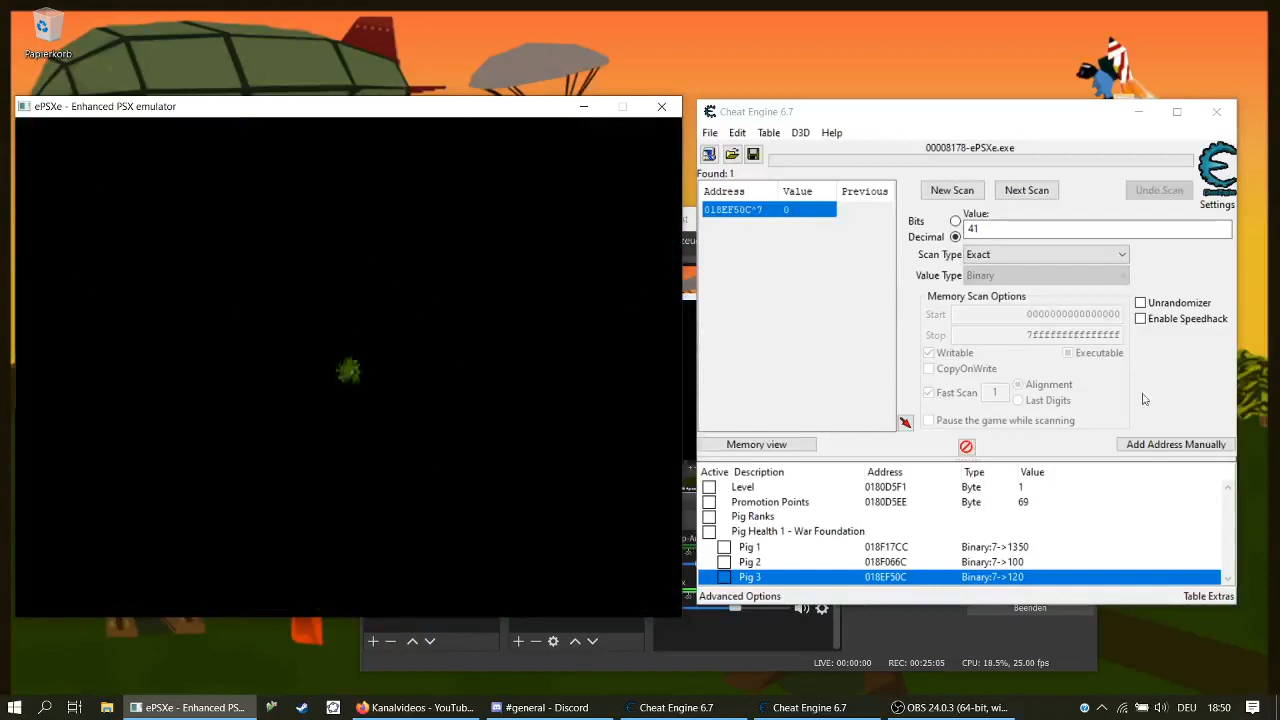 Papierkorb
ePSXe - Enhanced PSX emulator
Cheat Engine 6.7
File Edit Table D3D Help
00008178-ePSXe.exe
Found: 1
Address Value Previous
018EF50C^7 0
New Scan Next Scan Undo Scan
Settings
Value:
Bits
41
Decimal
Scan Type Exact
Value Type Binary
Memory Scan Options
Start 0000000000000000
Stop 7fffffffffffffff
Unrandomizer
Enable Speedhack
Writable Executable
CopyOnWrite
Fast Scan 1 Alignment
Last Digits
Pause the game while scanning
Memory view Add Address Manually
Active Description Address Type Value
Level 0180D5F1 Byte 1
Promotion Points 0180D5EE Byte 69
Pig Ranks
Pig Health 1 - War Foundation
Pig 1 018F17CC Binary:7->1350
Pig 2 018F066C Binary:7->100
Pig 3 018EF50C Binary:7->120
Advanced Options Table Extras
Beenden
LIVE: 00:00:00 REC: 00:25:05 CPU: 18.5%, 25.00 fps
ePSXe - Enhanced PS... Kanalvideos - YouTub... #general - Discord Cheat Engine 6.7 Cheat Engine 6.7 OBS 24.0.3 (64-bit, wi... DE 18:50